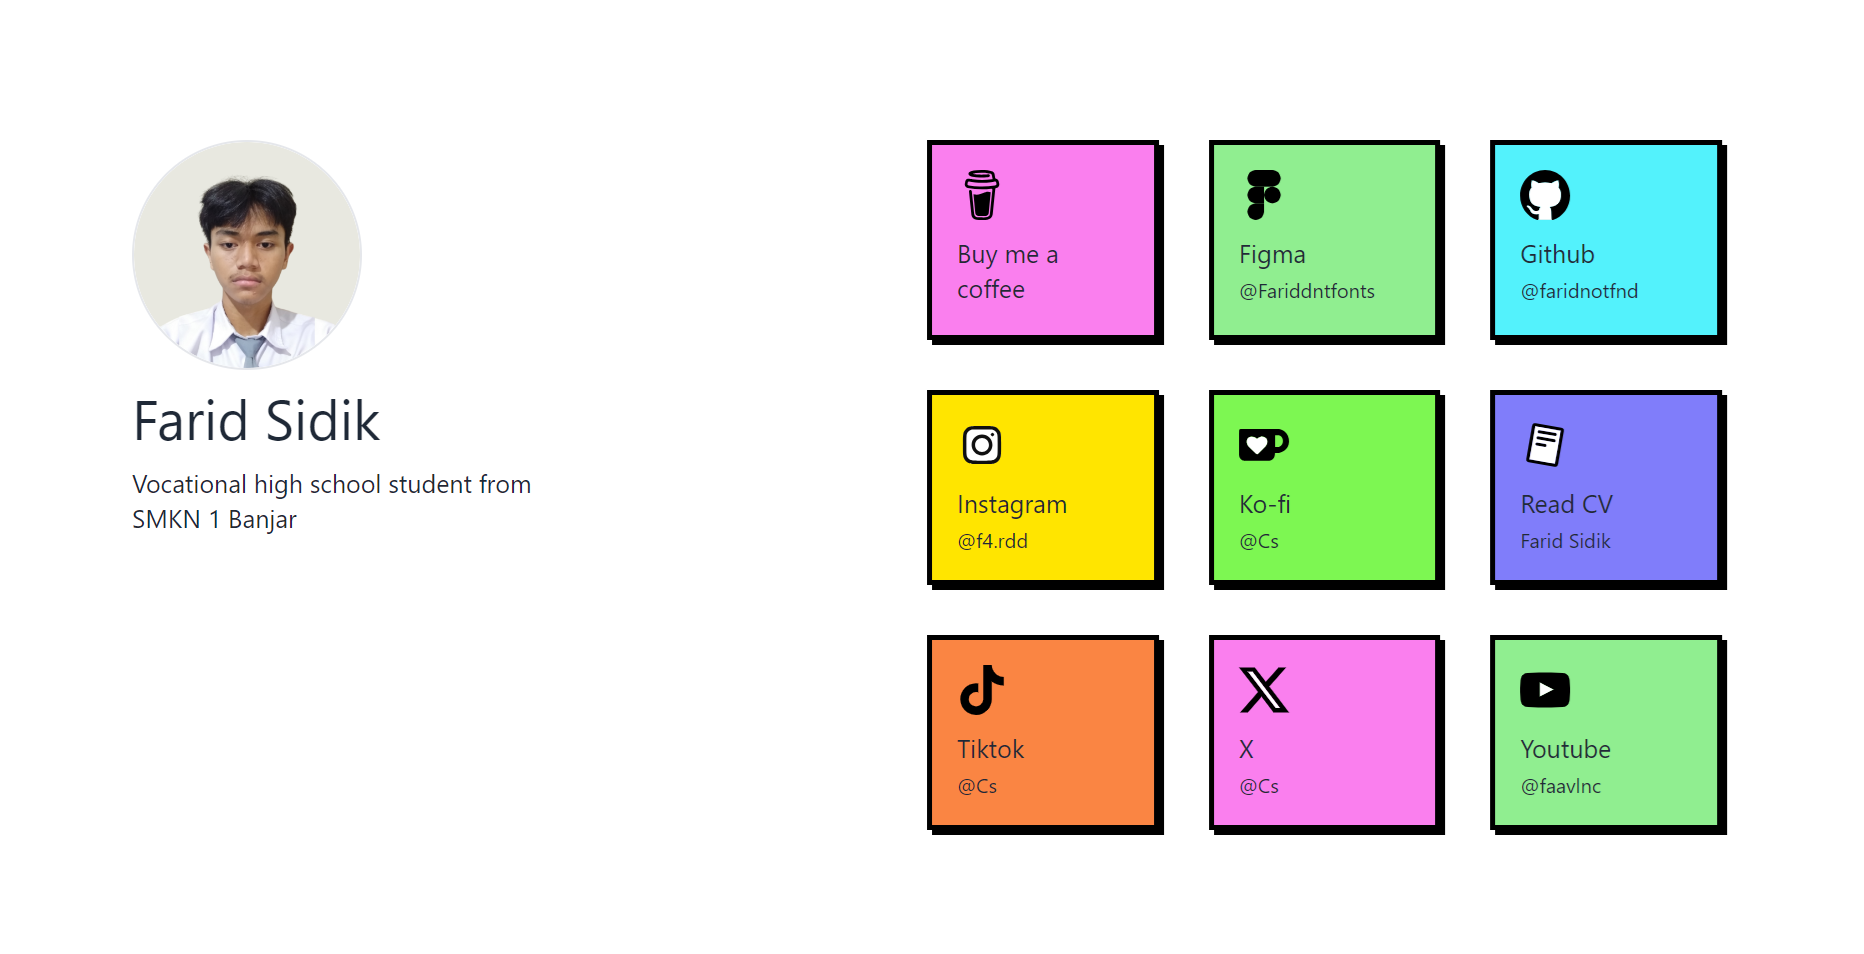 Farid Sidik
Vocational high school student from
SMKN 1 Banjar
Buy me a
coffee
Figma
@Fariddntfonts
Github
@faridnotfnd
Instagram
@f4.rdd
Ko-fi
@Cs
Read CV
Farid Sidik
Tiktok
@Cs
X
@Cs
Youtube
@faavlnc